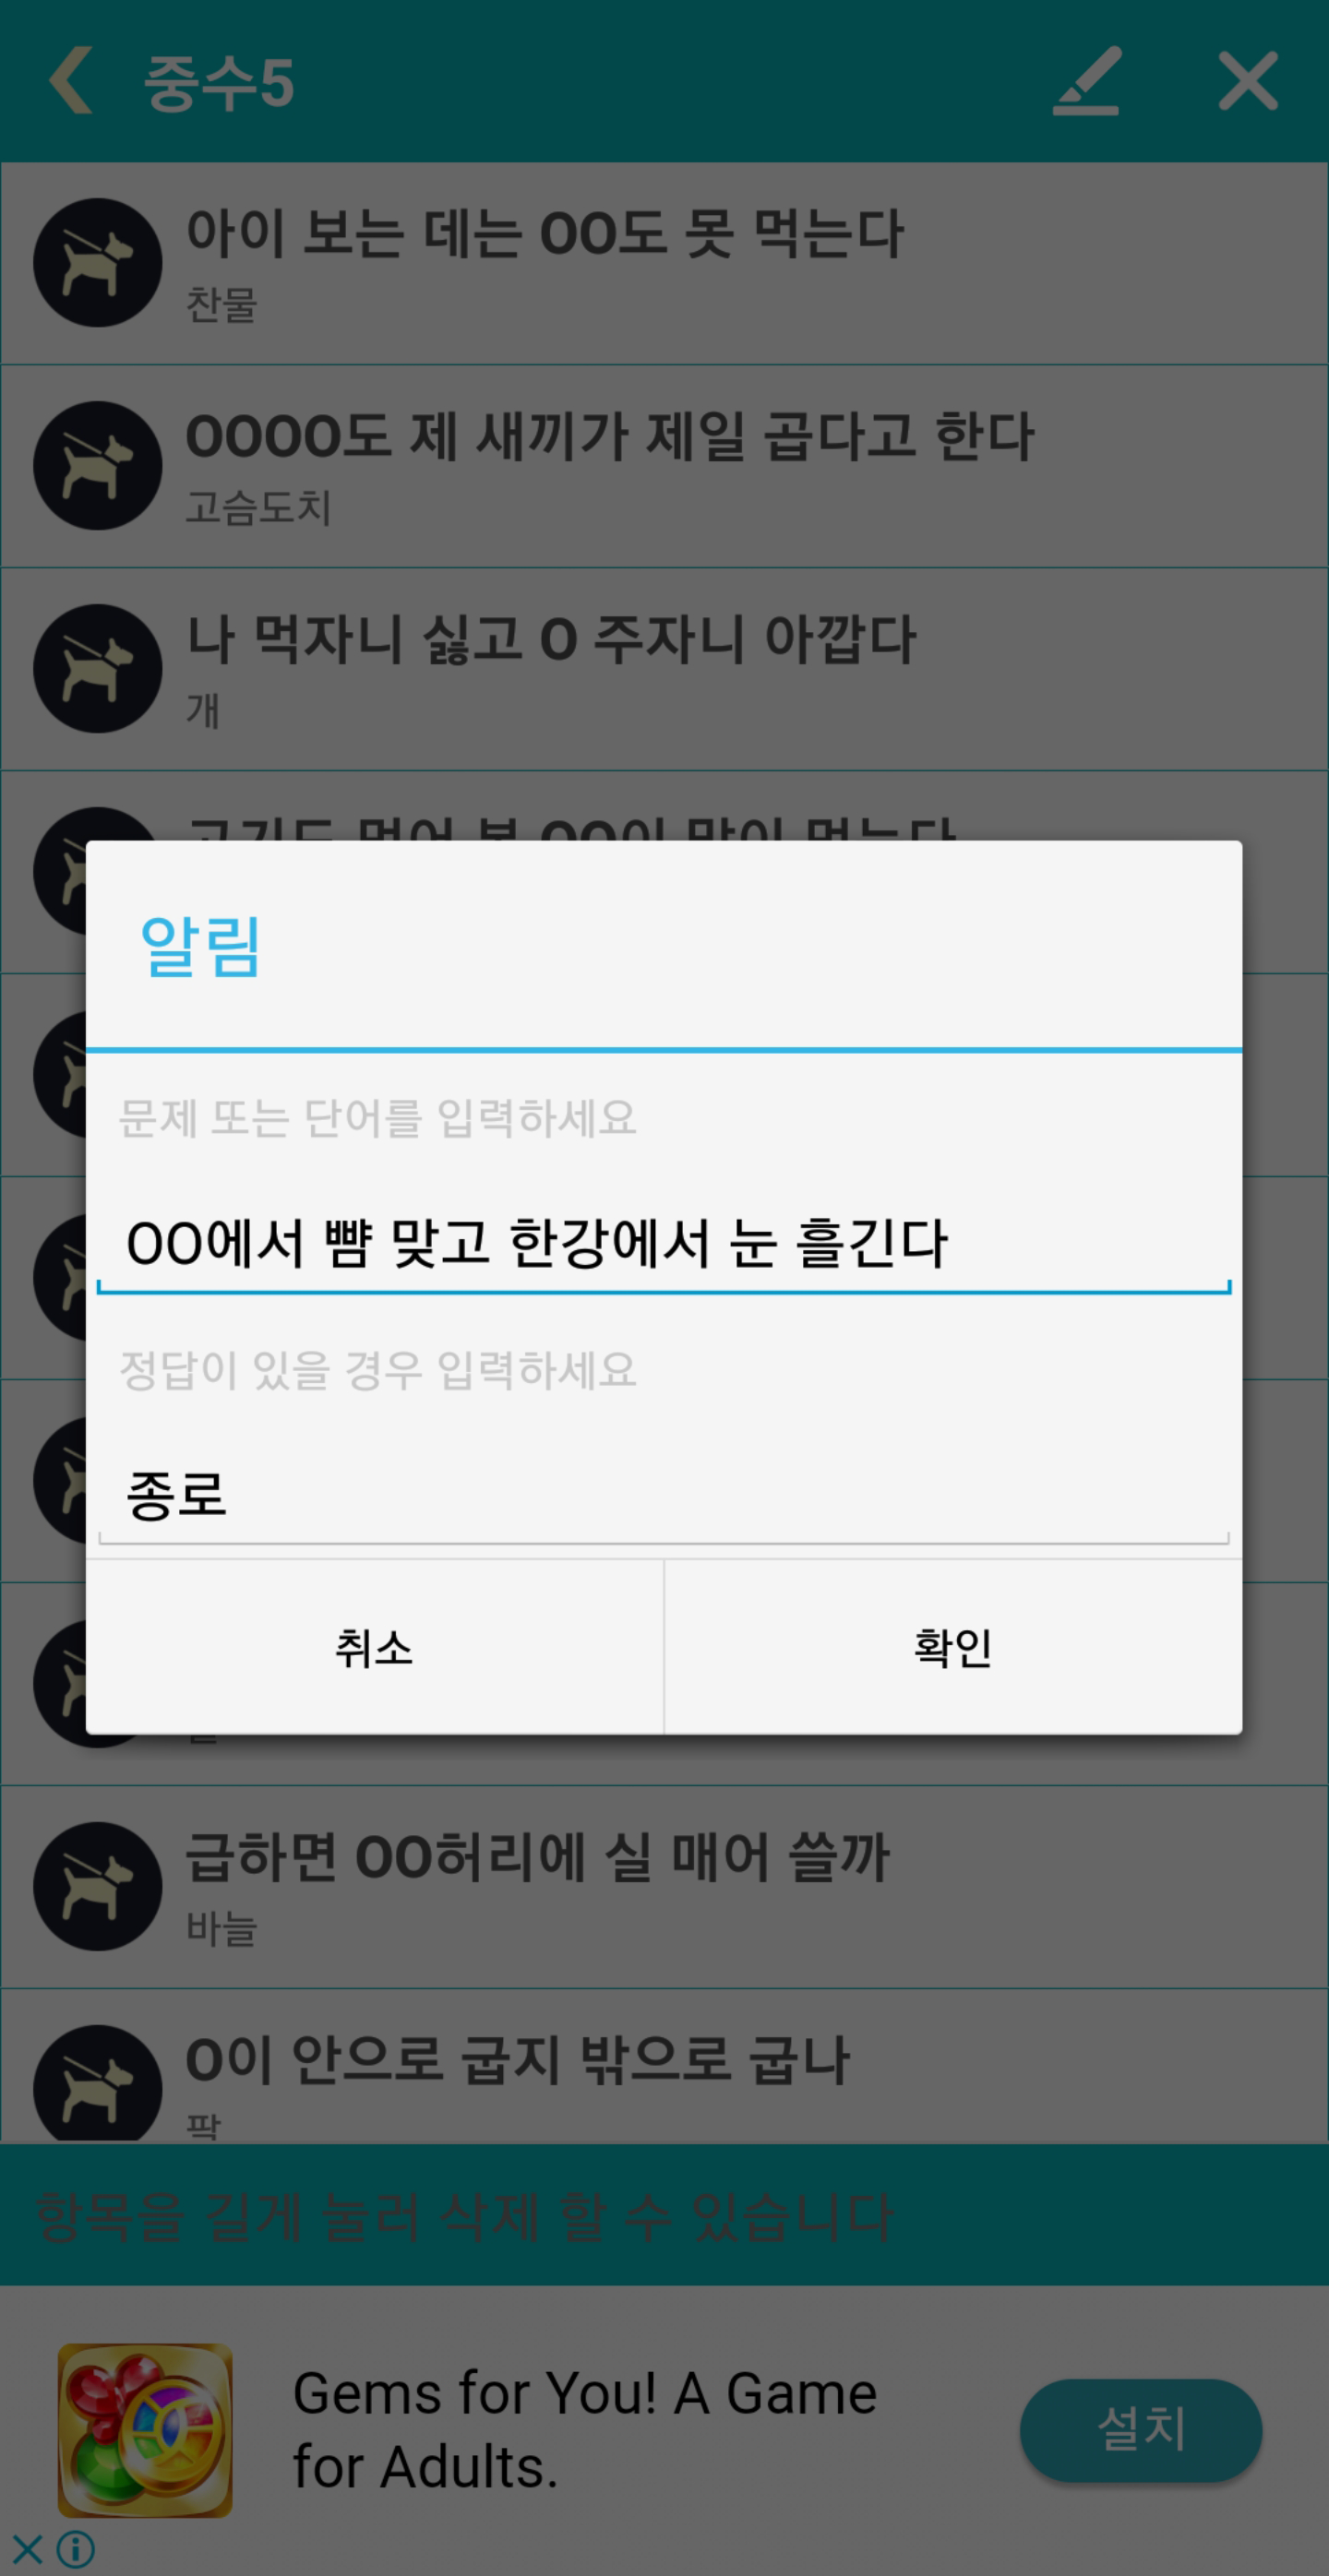 중수5
아이 보는 데는 OO도 못 먹는다
찬물
OOOO도 제 새끼가 제일 곱다고 한다
고슴도치
나 먹자니 싫고 O 주자니 아깝다
개
알림
문제 또는 단어를 입력하세요
OO에서 뺨 맞고 한강에서 눈 흘긴다
정답이 있을 경우 입력하세요
종로
취소
확인
급하면 OO허리에 실 매어 쓸까
바늘
O이 안으로 굽지 밖으로 굽나
팍
항목을 길게 눌러 삭제 할 수 있습니다
Gems for You! A Game
for Adults.
설치